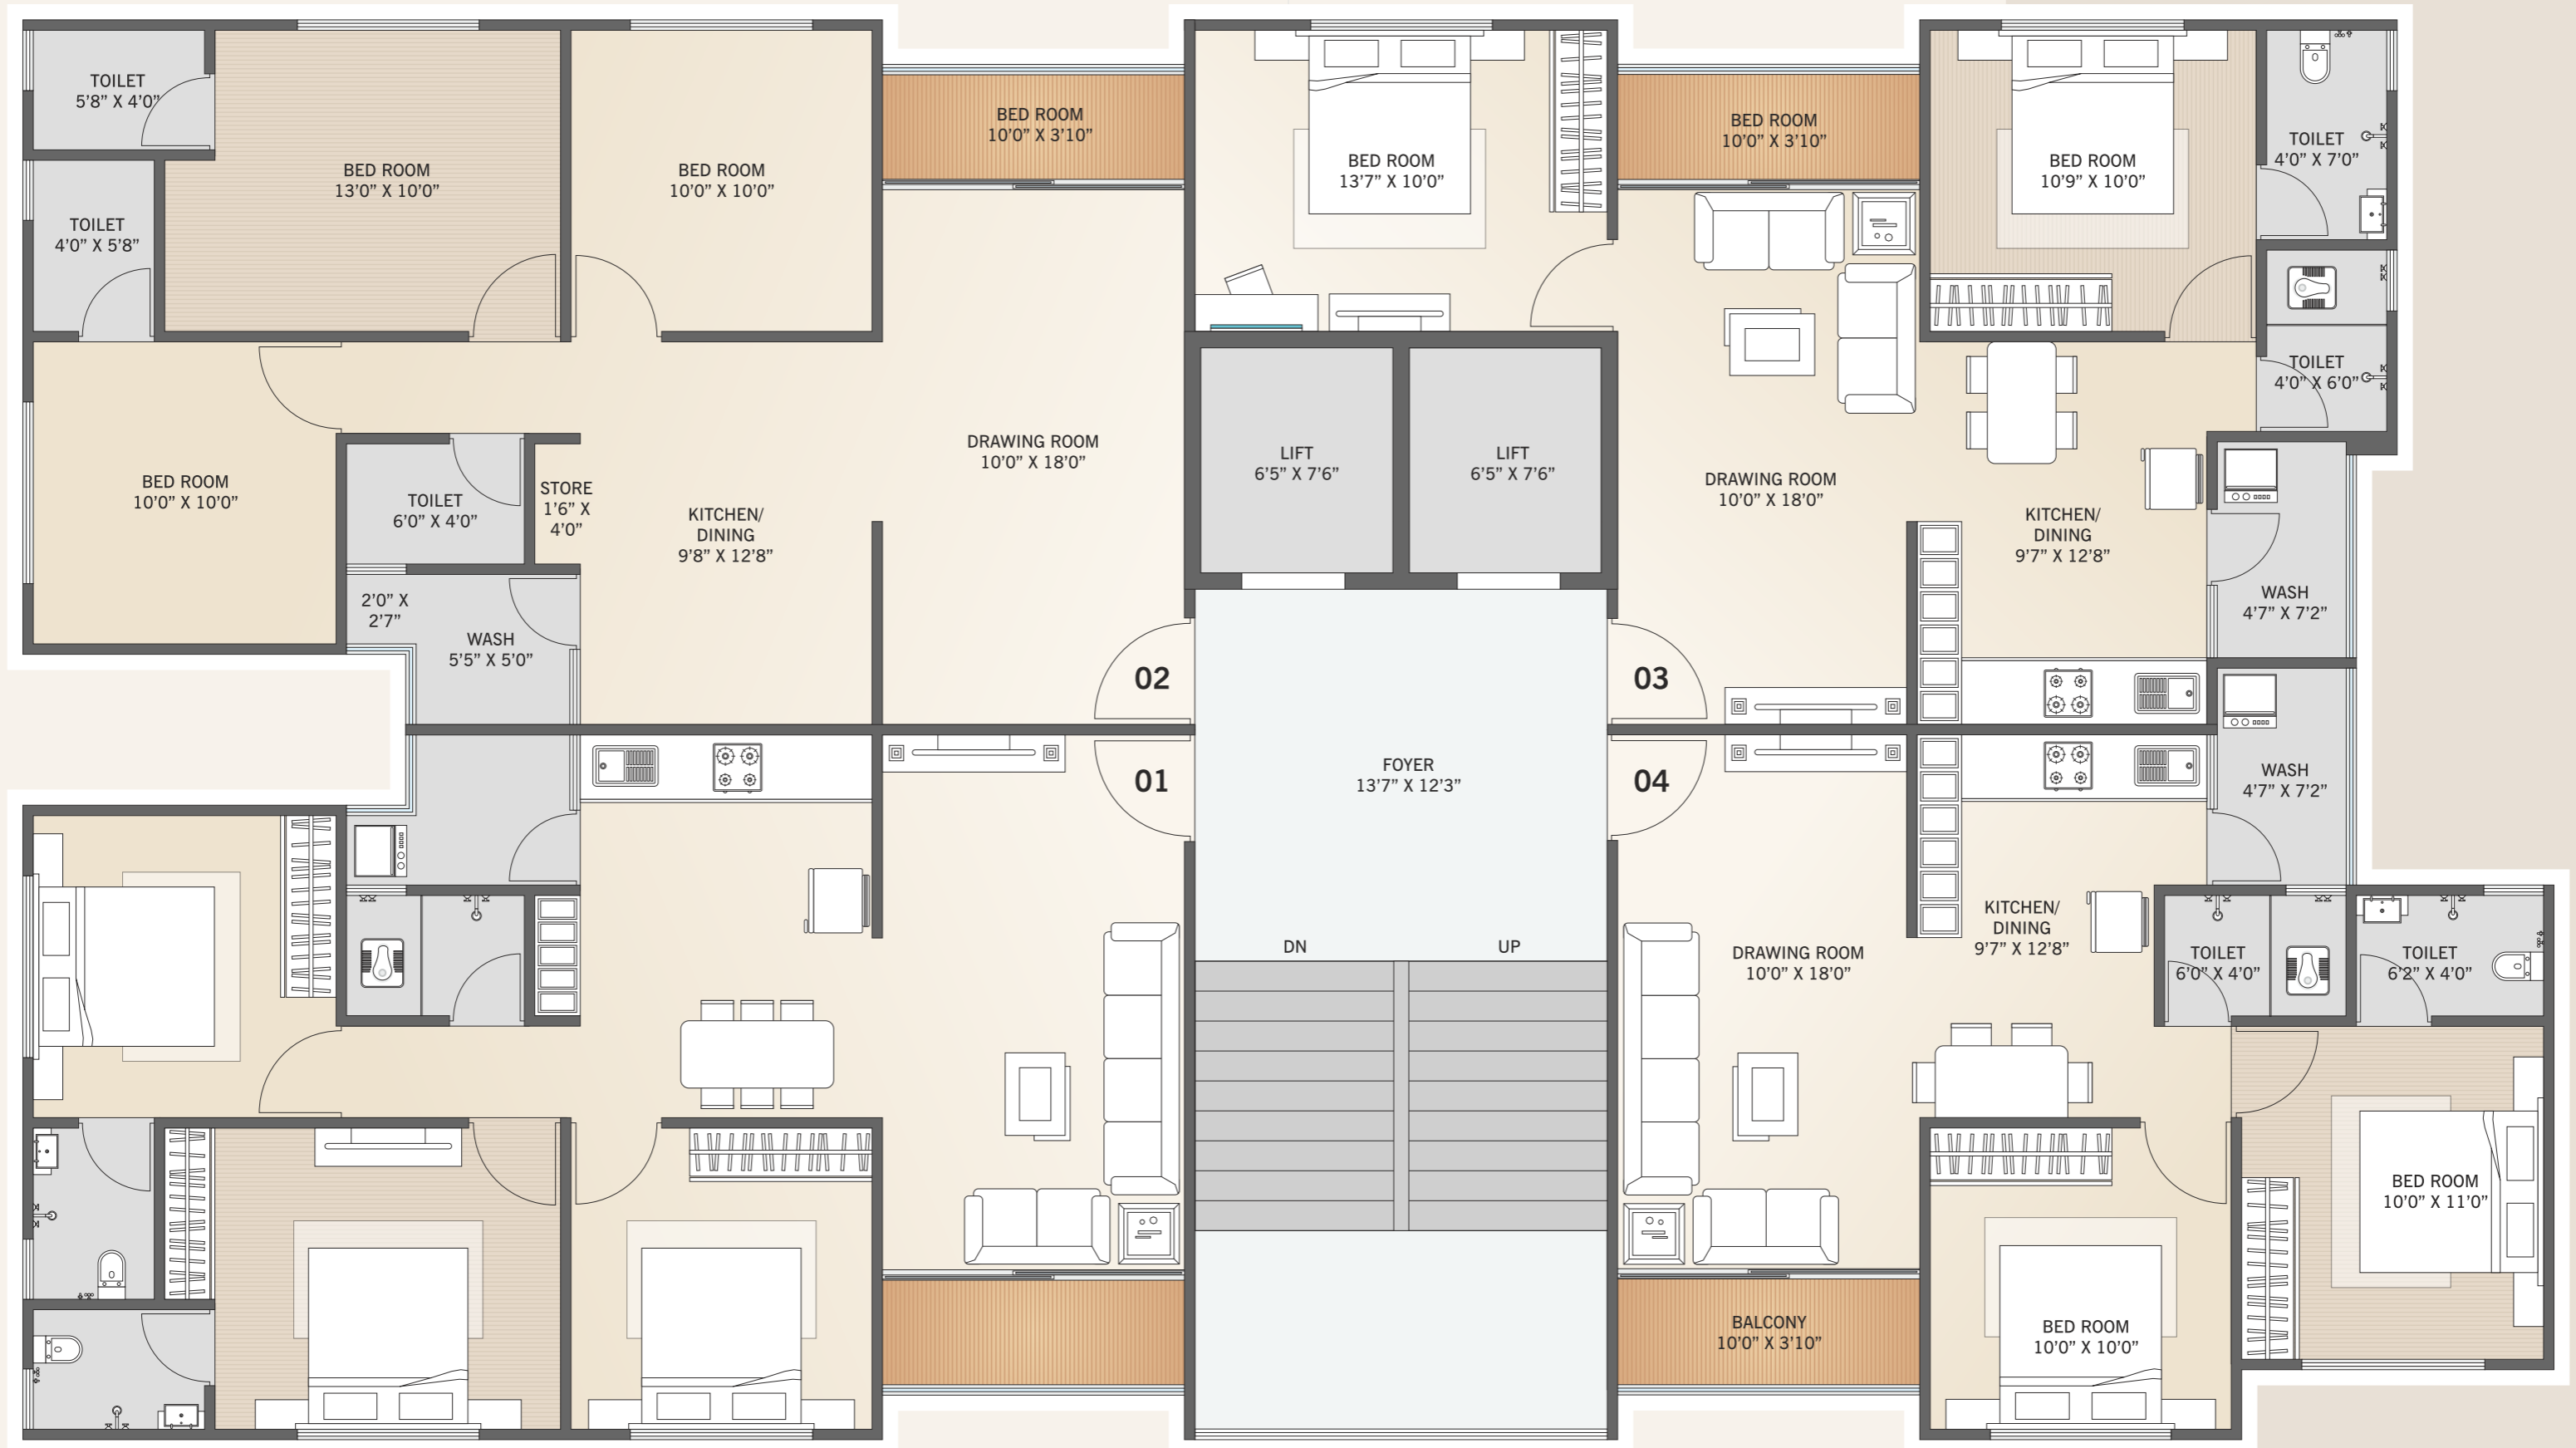 TOILET
5'8” X 4'0”
BED ROOM
13'0” X 10'0”
BED ROOM
10'0” X 10'0”
BED ROOM
10'0” X 3'10”
BED ROOM
13'7” X 10'0”
BED ROOM
10'0” X 3'10”
BED ROOM
10'9” X 10'0”
TOILET
4'0” X 7'0”
TOILET
4'0” X 5'8”
TOILET
4'0” X 6'0”
BED ROOM
10'0” X 10'0”
TOILET
6'0” X 4'0”
STORE
1'6” X
4'0”
KITCHEN/
DINING
9'8” X 12'8”
DRAWING ROOM
10'0” X 18'0”
LIFT
6'5” X 7'6”
LIFT
6'5” X 7'6”
DRAWING ROOM
10'0” X 18'0”
KITCHEN/
DINING
9'7” X 12'8”
WASH
4'7” X 7'2”
2'0” X
2'7”
WASH
5'5” X 5'0”
02
03
01
04
FOYER
13'7” X 12'3”
WASH
4'7” X 7'2”
DN
UP
DRAWING ROOM
10'0” X 18'0”
KITCHEN/
DINING
9'7” X 12'8”
TOILET
6'0” X 4'0”
TOILET
6'2” X 4'0”
BED ROOM
10'0” X 11'0”
BALCONY
10'0” X 3'10”
BED ROOM
10'0” X 10'0”